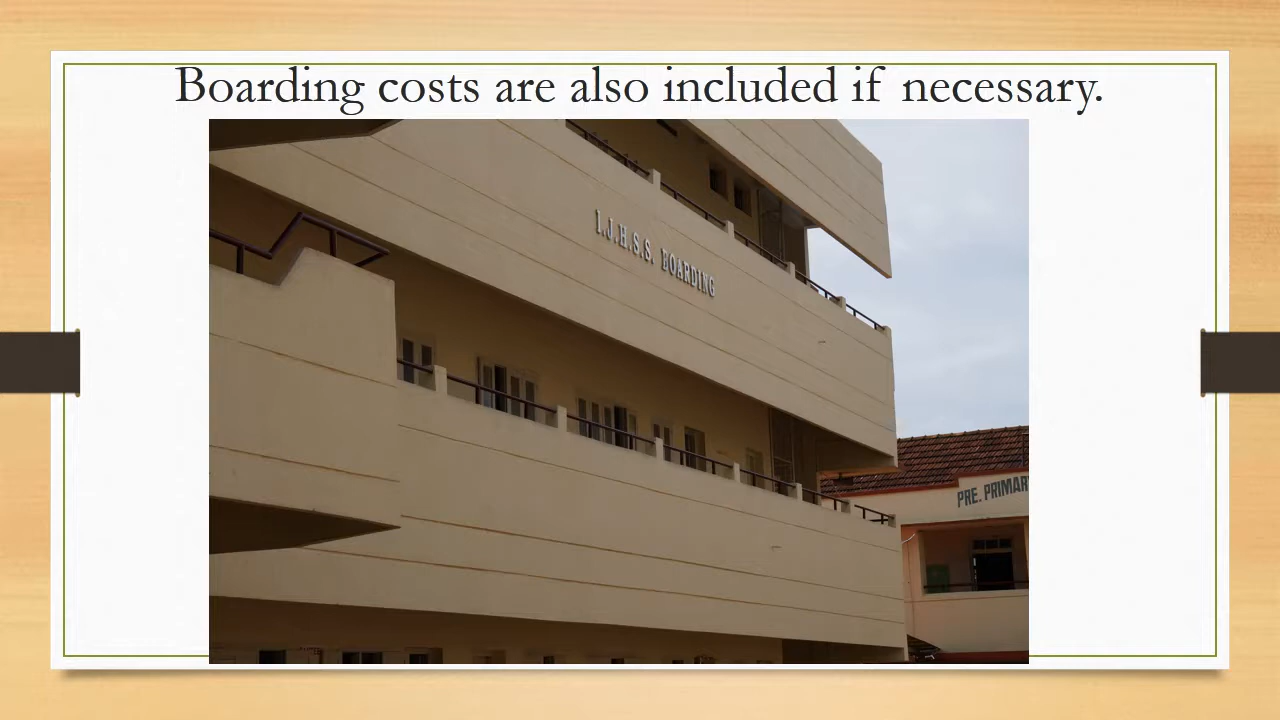 Boarding costs are also included if necessary.
I.J.H.S.S. BOARDING
PRE. PRIMAR